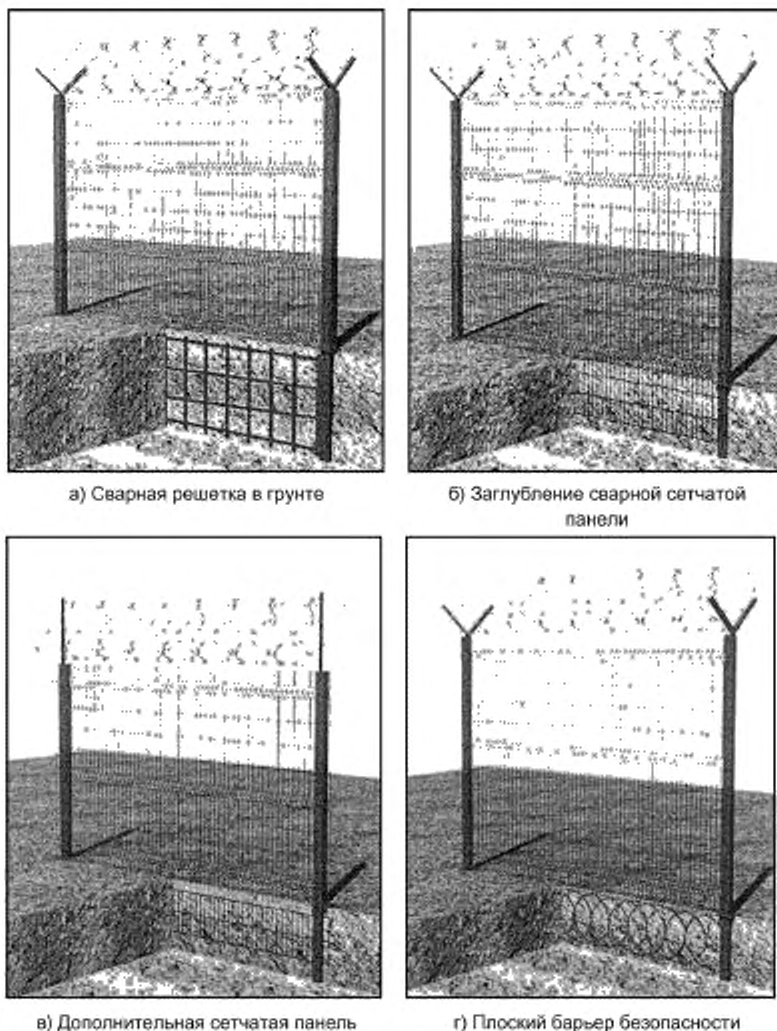 а) Сварная решетка в грунте
б) Заглубление сварной сетчатой
панели
в) Дополнительная сетчатая панель
г) Плоский барьер безопасности